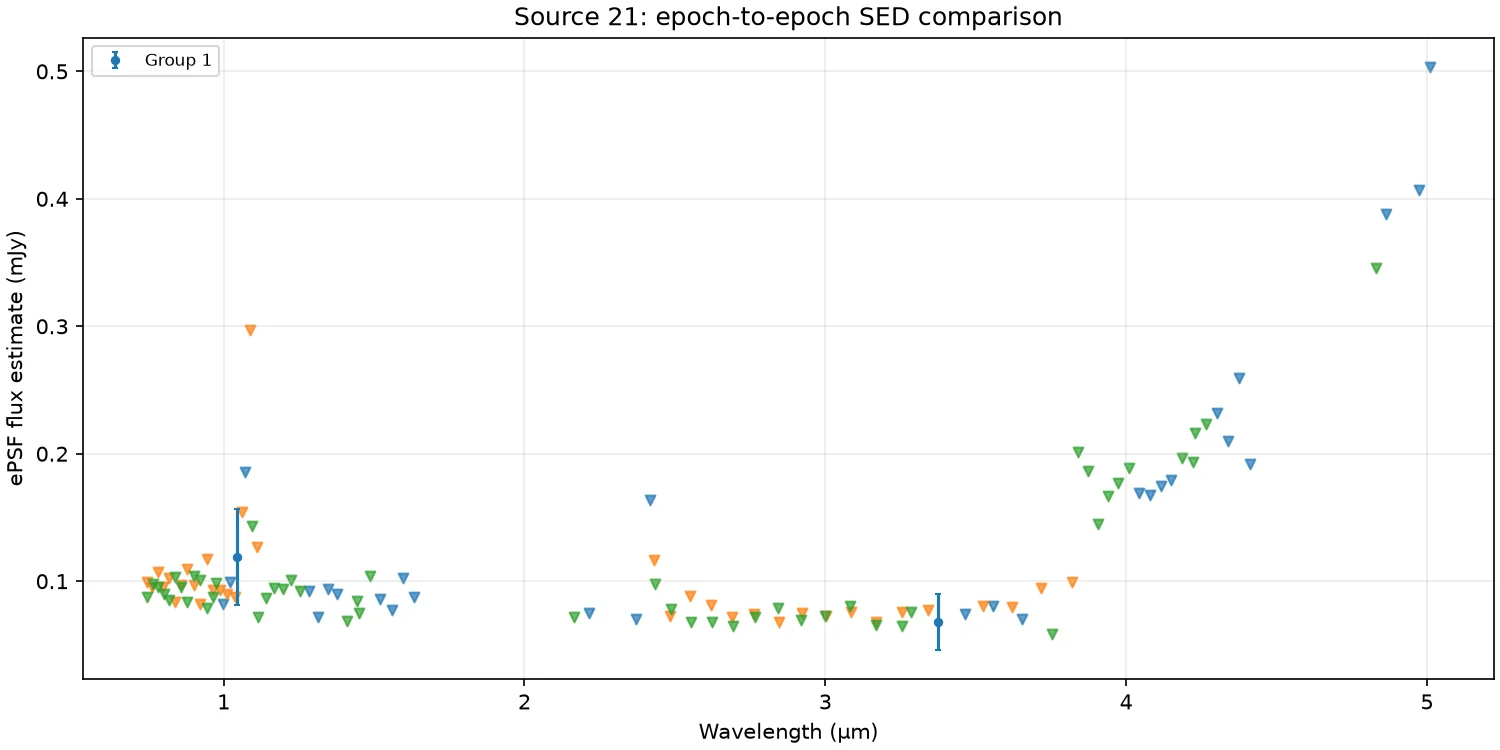 Source 21: epoch-to-epoch SED comparison
Group 1
ePSF flux estimate (mJy)
0.5
0.4
0.3
0.2
0.1
1 2 3 4 5
Wavelength (μm)